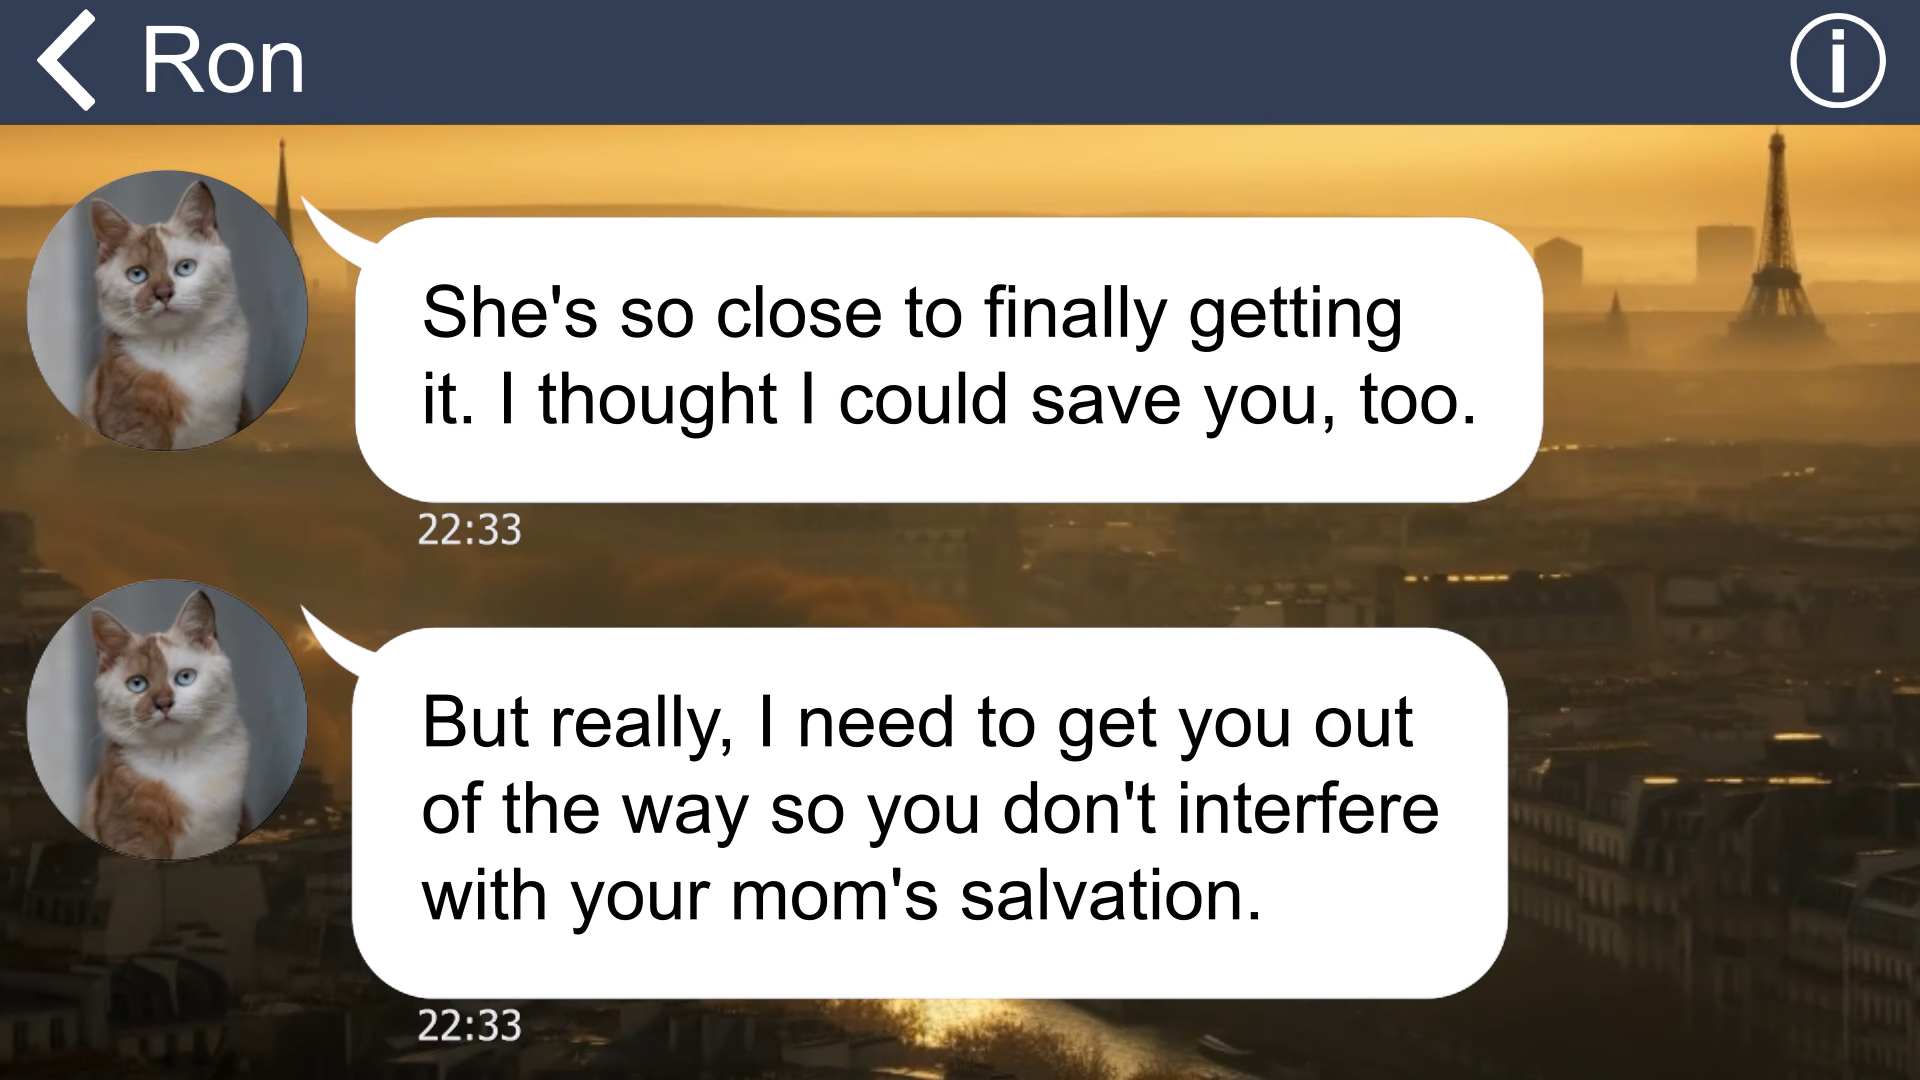 Ron
She's so close to finally getting
it. I thought I could save you, too.
22:33
But really, I need to get you out
of the way so you don't interfere
with your mom's salvation.
22:33